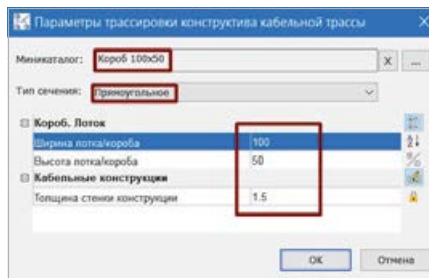 Параметры трассировки конструктива кабельной трассы
Миникаталог: Короб 100x50 X ...
Тип сечения: Прямоугольное
Короб. Лоток
Ширина лотка/короба 100
Высота лотка/короба 50
Кабельные конструкции
Толщина стенки конструкции 1.5
OK Отмена